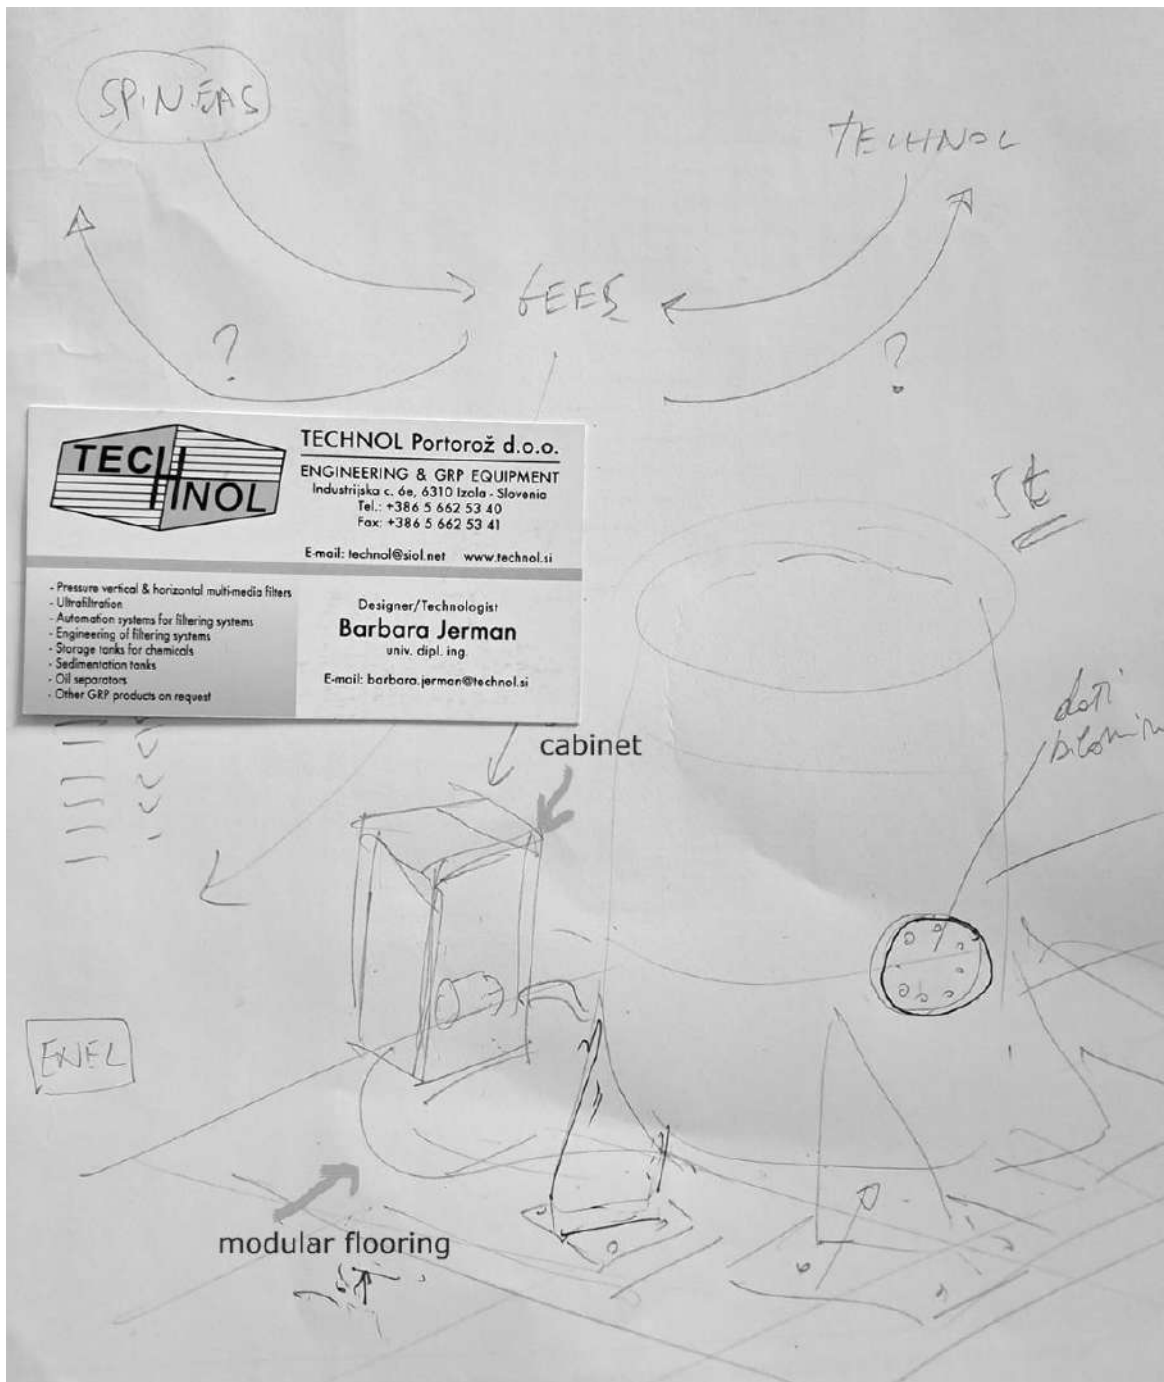 SPIN.EAS
TECHNOL
GEES
?
?
TECHNOL
TECHNOL Portorož d.o.o.
ENGINEERING & GRP EQUIPMENT
Industrijska c. 6e, 6310 Izola - Slovenia
Tel.: +386 5 662 53 40
Fax: +386 5 662 53 41
E-mail: technol@siol.net www.technol.si
- Pressure vertical & horizontal multi-media filters
- Ultrafiltration
- Automation systems for filtering systems
- Engineering of filtering systems
- Storage tanks for chemicals
- Sedimentation tanks
- Oil separators
- Other GRP products on request
Designer/Technologist
Barbara Jerman
univ. dipl. ing.
E-mail: barbara.jerman@technol.si
cabinet
ENEL
modular flooring